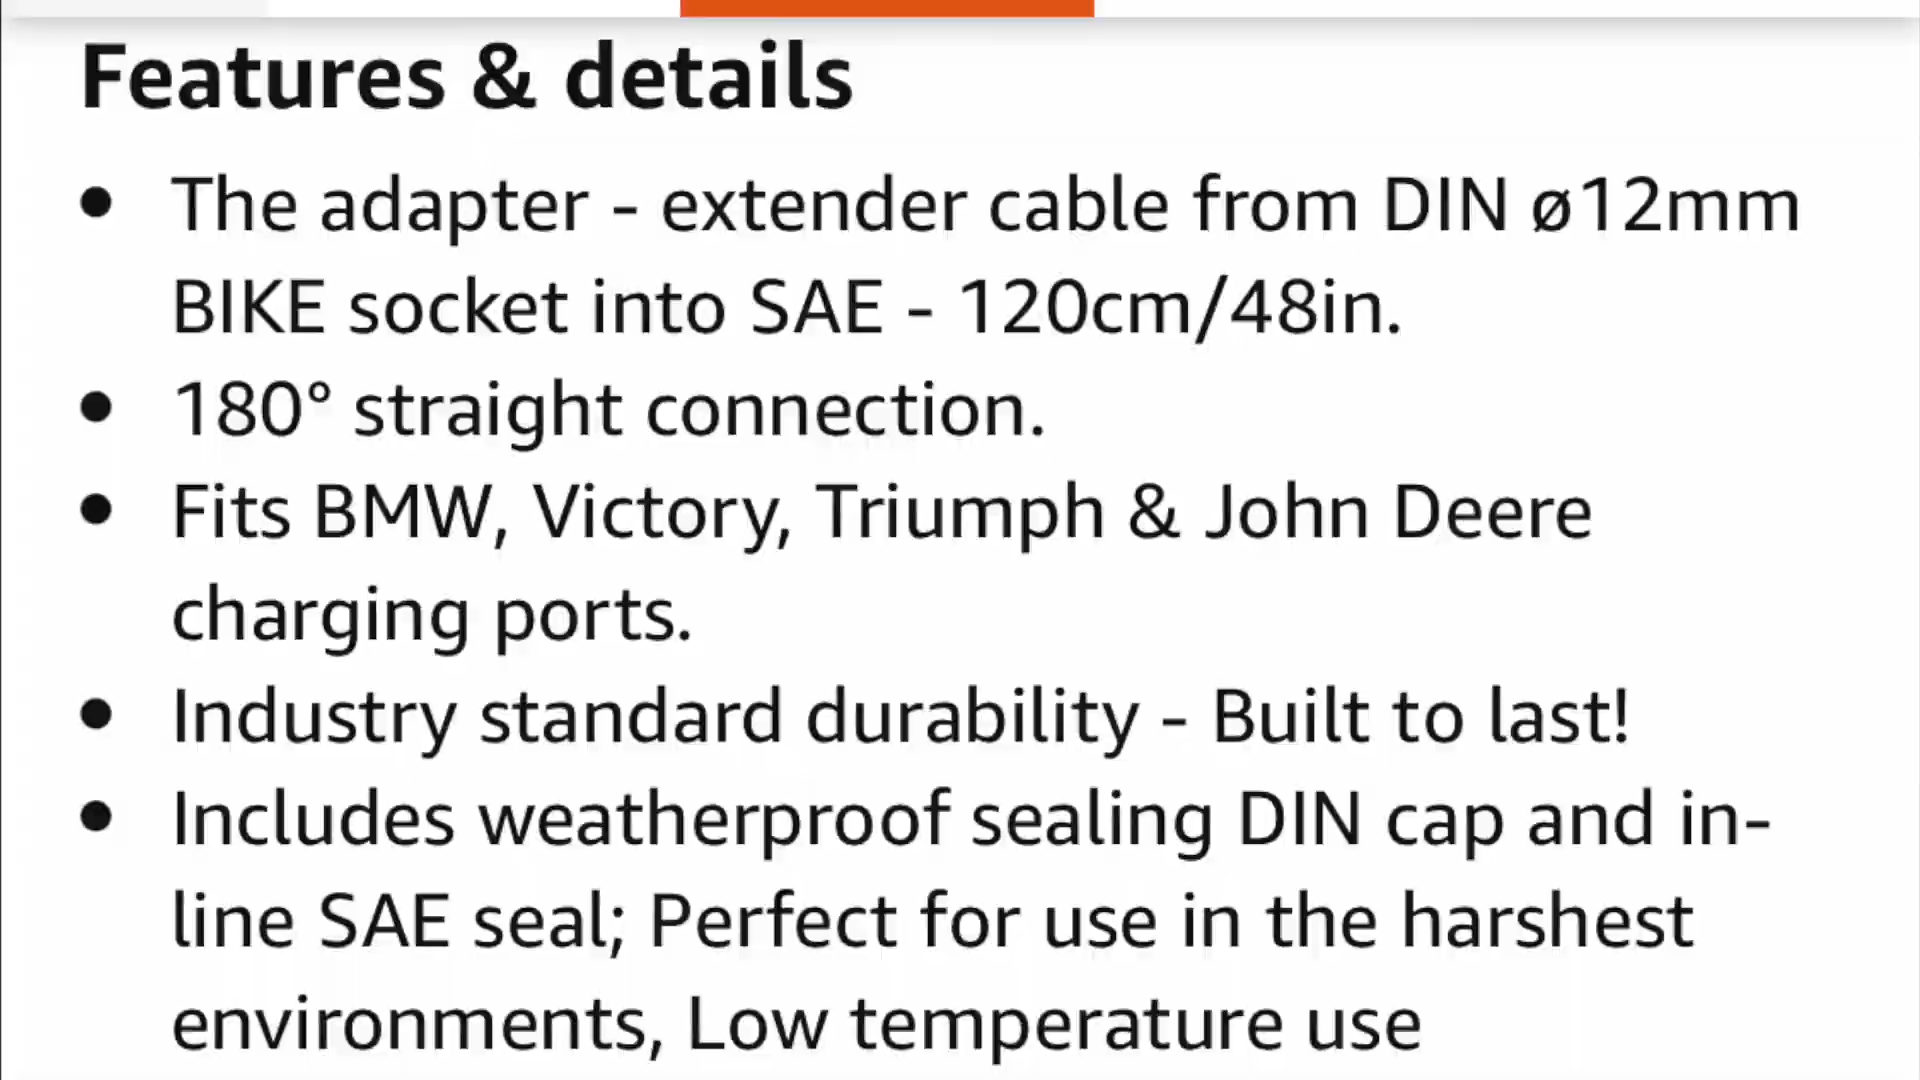 Features & details
• The adapter - extender cable from DIN ø12mm
BIKE socket into SAE - 120cm/48in.
• 180° straight connection.
• Fits BMW, Victory, Triumph & John Deere
charging ports.
• Industry standard durability - Built to last!
• Includes weatherproof sealing DIN cap and in-
line SAE seal; Perfect for use in the harshest
environments, Low temperature use